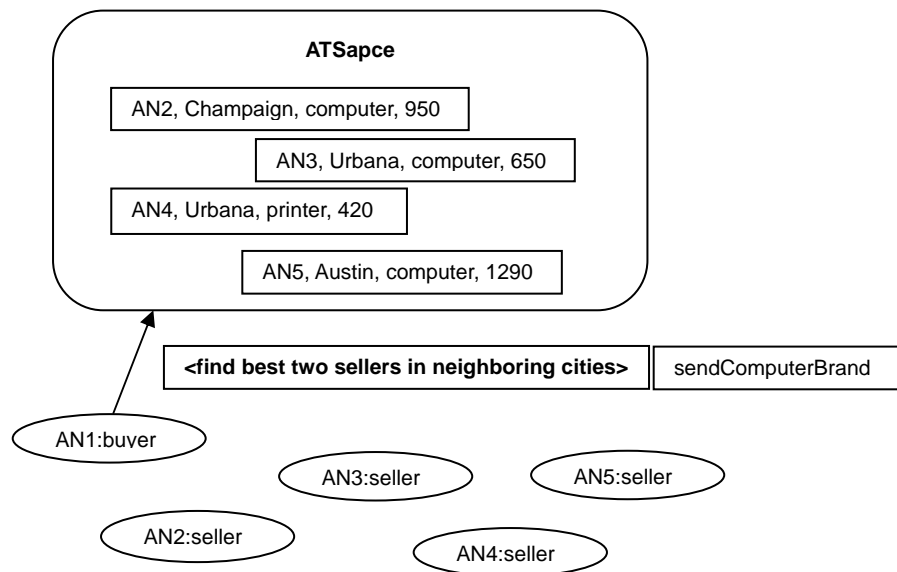 ATSapce
AN2, Champaign, computer, 950
AN3, Urbana, computer, 650
AN4, Urbana, printer, 420
AN5, Austin, computer, 1290
<find best two sellers in neighboring cities>
sendComputerBrand
AN1:buver
AN3:seller
AN5:seller
AN2:seller
AN4:seller